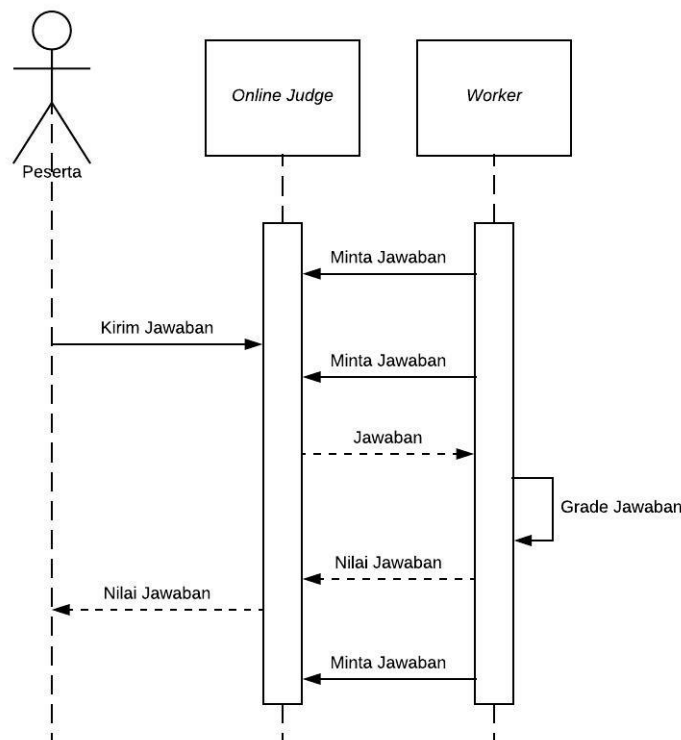 Peserta
Online Judge
Worker
Minta Jawaban
Kirim Jawaban
Minta Jawaban
Jawaban
Grade Jawaban
Nilai Jawaban
Nilai Jawaban
Minta Jawaban